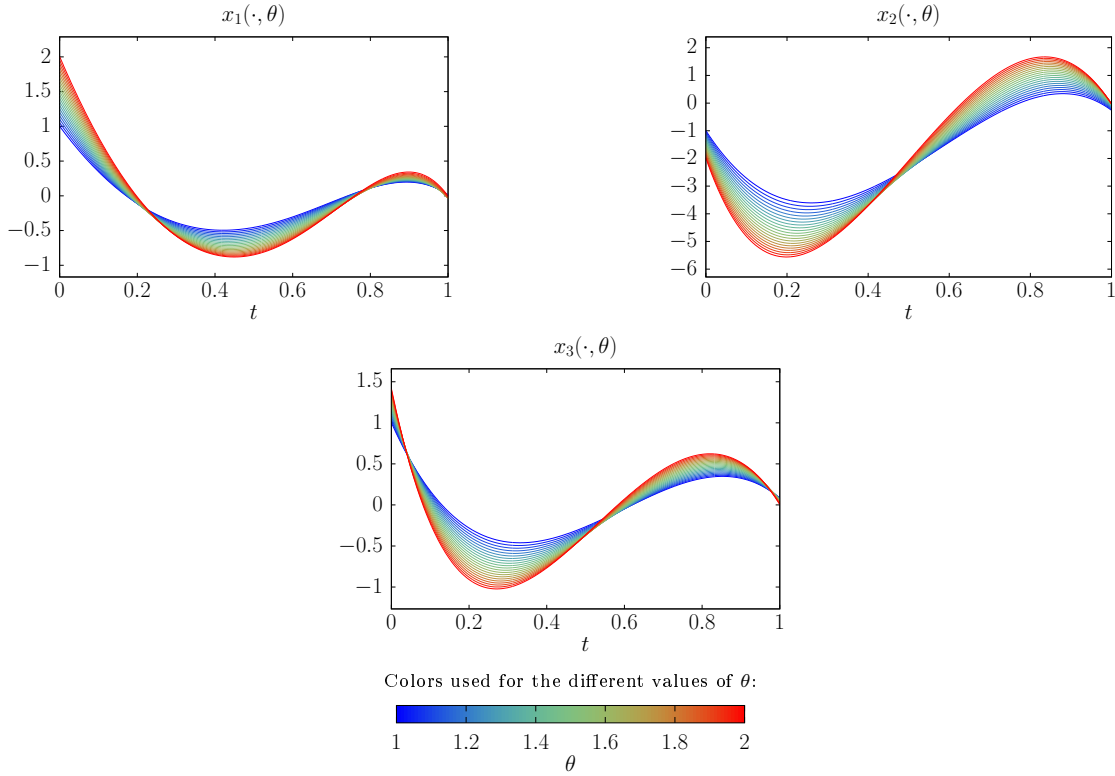 x₁(·, θ)
2
1.5
1
0.5
0
−0.5
−1
0 0.2 0.4 0.6 0.8 1
t
x₂(·, θ)
2
1
0
−1
−2
−3
−4
−5
−6
0 0.2 0.4 0.6 0.8 1
t
x₃(·, θ)
1.5
1
0.5
0
−0.5
−1
0 0.2 0.4 0.6 0.8 1
t
Colors used for the different values of θ:
1 1.2 1.4 1.6 1.8 2
θ